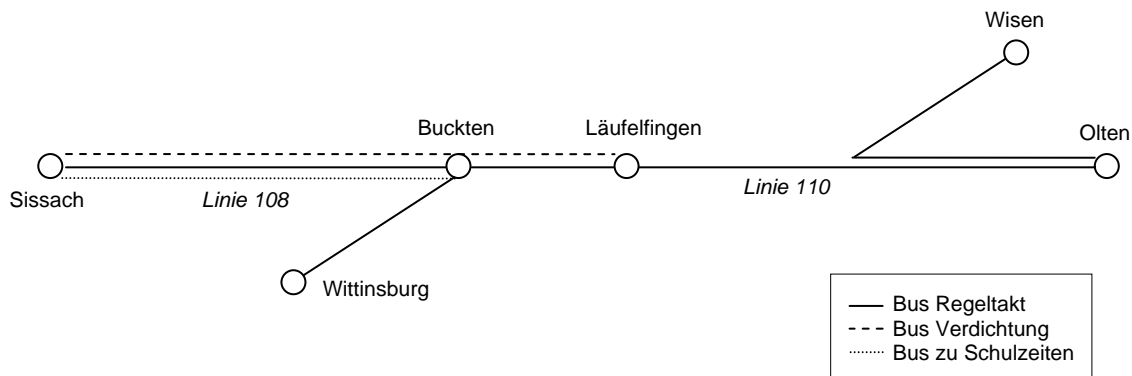 Wisen
Buckten
Läufelfingen
Olten
Sissach
Linie 108
Linie 110
Wittinsburg
Bus Regeltakt
Bus Verdichtung
Bus zu Schulzeiten